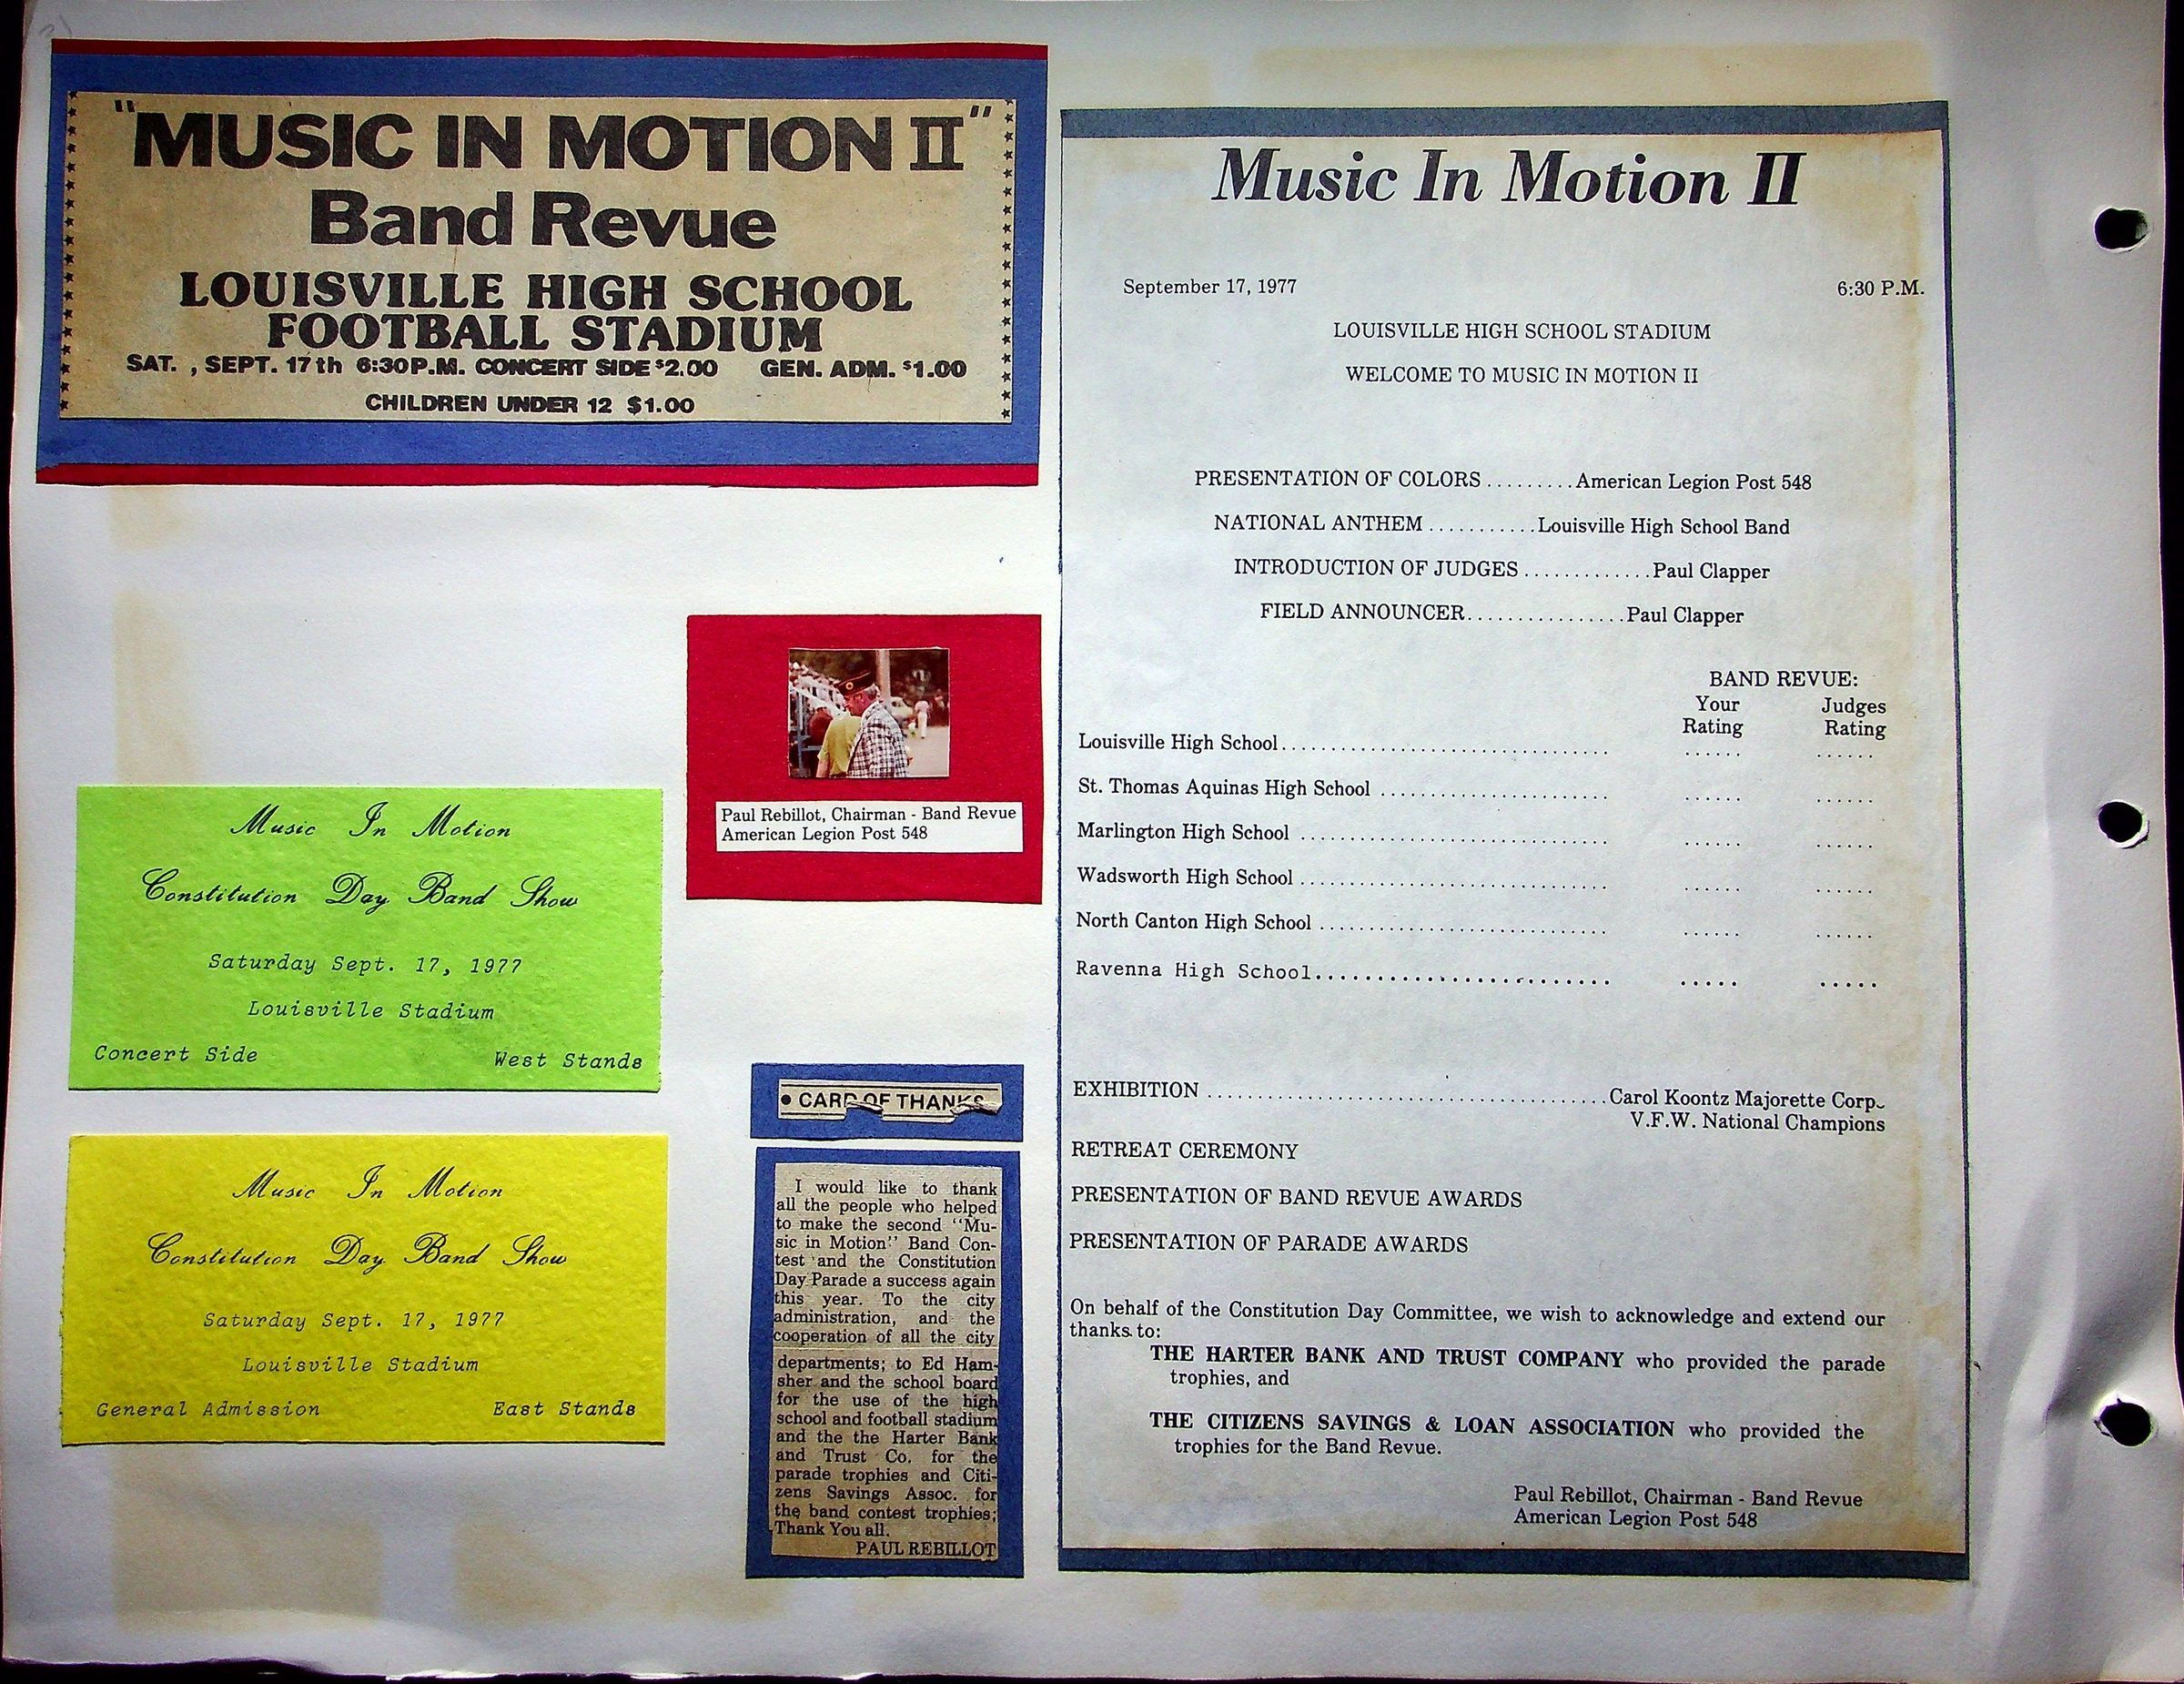 "MUSIC IN MOTION II"
Band Revue
LOUISVILLE HIGH SCHOOL
FOOTBALL STADIUM
SAT. , SEPT. 17th 6:30P.M. CONCERT SIDE $2.00 GEN. ADM. $1.00
CHILDREN UNDER 12 $1.00
Paul Rebillot, Chairman - Band Revue
American Legion Post 548
Music In Motion
Constitution Day Band Show
Saturday Sept. 17, 1977
Louisville Stadium
Concert Side West Stands
Music In Motion
Constitution Day Band Show
Saturday Sept. 17, 1977
Louisville Stadium
General Admission East Stands
• CARD OF THANKS
I would like to thank
all the people who helped
to make the second "Mu-
sic in Motion" Band Con-
test and the Constitution
Day Parade a success again
this year. To the city
administration, and the
cooperation of all the city
departments; to Ed Ham-
sher and the school board
for the use of the high
school and football stadium
and the the Harter Bank
and Trust Co. for the
parade trophies and Citi-
zens Savings Assoc. for
the band contest trophies;
Thank You all.
PAUL REBILLOT
Music In Motion II
September 17, 1977 6:30 P.M.
LOUISVILLE HIGH SCHOOL STADIUM
WELCOME TO MUSIC IN MOTION II
PRESENTATION OF COLORS ......... American Legion Post 548
NATIONAL ANTHEM ........... Louisville High School Band
INTRODUCTION OF JUDGES ............. Paul Clapper
FIELD ANNOUNCER................ Paul Clapper
BAND REVUE:
Your Judges
Rating Rating
Louisville High School.................................. ...... ......
St. Thomas Aquinas High School ........................ ...... ......
Marlington High School ................................ ...... ......
Wadsworth High School ................................ ...... ......
North Canton High School .............................. ...... ......
Ravenna High School.......................... ..... .....
EXHIBITION .......................................... Carol Koontz Majorette Corp.
V.F.W. National Champions
RETREAT CEREMONY
PRESENTATION OF BAND REVUE AWARDS
PRESENTATION OF PARADE AWARDS
On behalf of the Constitution Day Committee, we wish to acknowledge and extend our
thanks to:
THE HARTER BANK AND TRUST COMPANY who provided the parade
trophies, and
THE CITIZENS SAVINGS & LOAN ASSOCIATION who provided the
trophies for the Band Revue.
Paul Rebillot, Chairman - Band Revue
American Legion Post 548